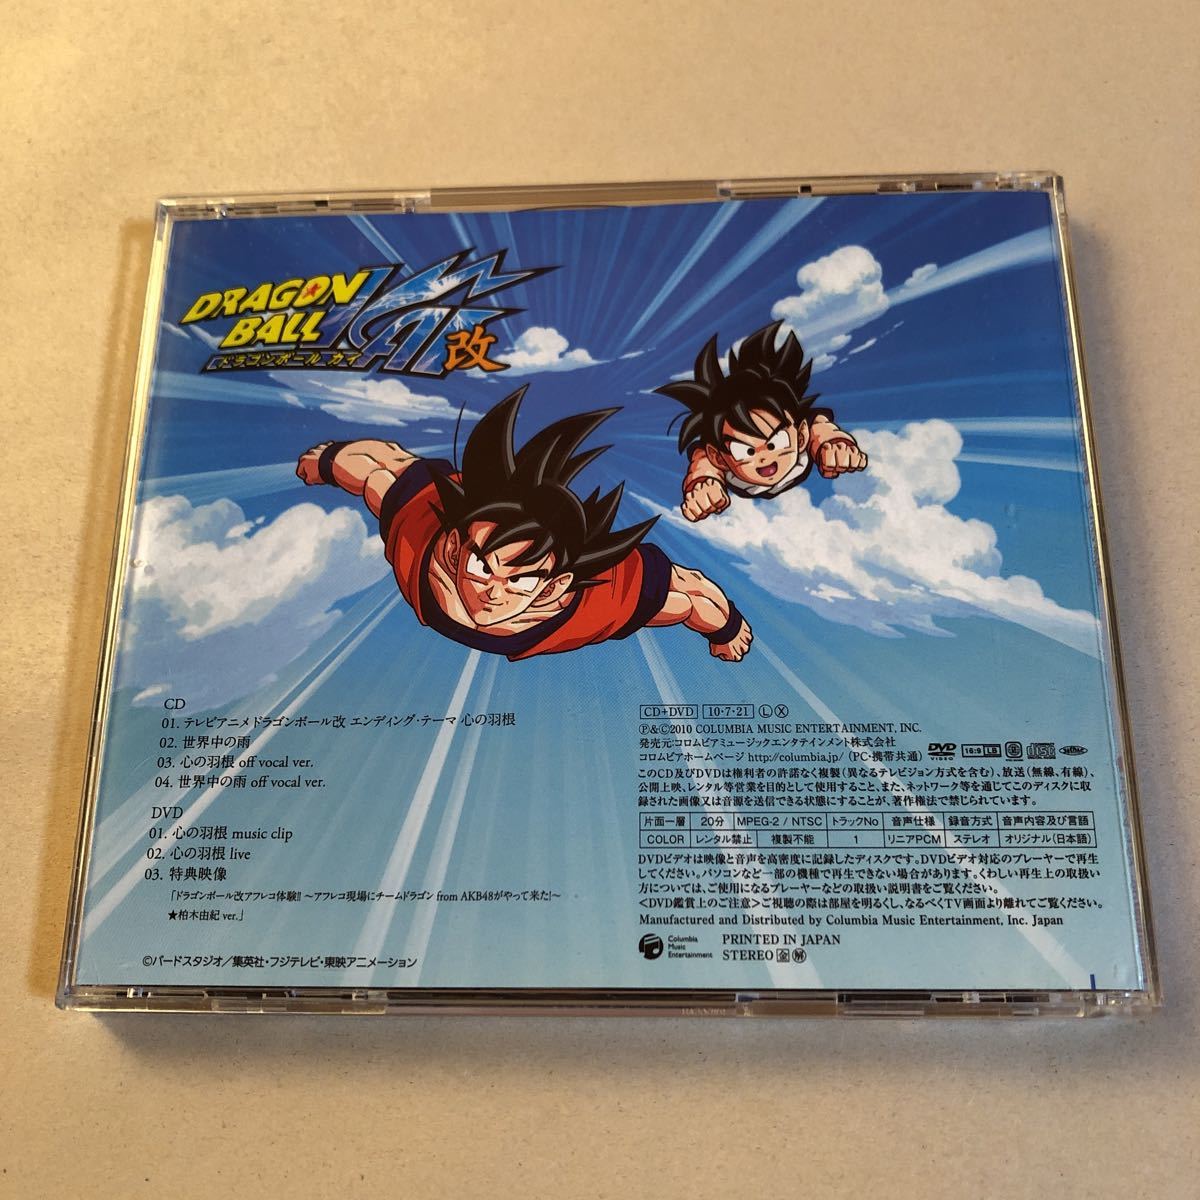 DRAGON
BALL
KAI
改
ドラゴンボール カイ
CD
01. テレビアニメドラゴンボール改 エンディング・テーマ 心の羽根
02. 世界中の雨
03. 心の羽根 off vocal ver.
04. 世界中の雨 off vocal ver.
DVD
01. 心の羽根 music clip
02. 心の羽根 live
03. 特典映像
「ドラゴンボール改アフレコ体験!! ～アフレコ現場にチームドラゴン from AKB48がやって来た!～
★柏木由紀 ver.」
©バードスタジオ／集英社・フジテレビ・東映アニメーション
CD+DVD 10・7・21 Ⓛ Ⓧ
Ⓟ&©2010 COLUMBIA MUSIC ENTERTAINMENT, INC.
発売元:コロムビアミュージックエンタテインメント株式会社
コロムビアホームページ http://columbia.jp/（PC・携帯共通） DVD VIDEO 16:9 LB
このCD及びDVDは権利者の許諾なく複製（異なるテレビジョン方式を含む）、放送（無線、有線）、
公開上映、レンタル等営業を目的として使用すること、また、ネットワーク等を通じてこのディスクに収
録された画像又は音源を送信できる状態にすることが、著作権法で禁じられています。
片面一層 20分 MPEG-2 / NTSC トラックNo 音声仕様 録音方式 音声内容及び言語
COLOR レンタル禁止 複製不能 1 リニアPCM ステレオ オリジナル（日本語）
DVDビデオは映像と音声を高密度に記録したディスクです。DVDビデオ対応のプレーヤーで再生
してください。パソコンなど一部の機種で再生できない場合があります。くわしい再生上の取扱い
方については、ご使用になるプレーヤーなどの取扱い説明書をご覧ください。
＜DVD鑑賞上のご注意＞ご視聴の際は部屋を明るくし、なるべくTV画面より離れてご覧ください。
Manufactured and Distributed by Columbia Music Entertainment, Inc. Japan
Columbia
Music
Entertainment
PRINTED IN JAPAN
STEREO